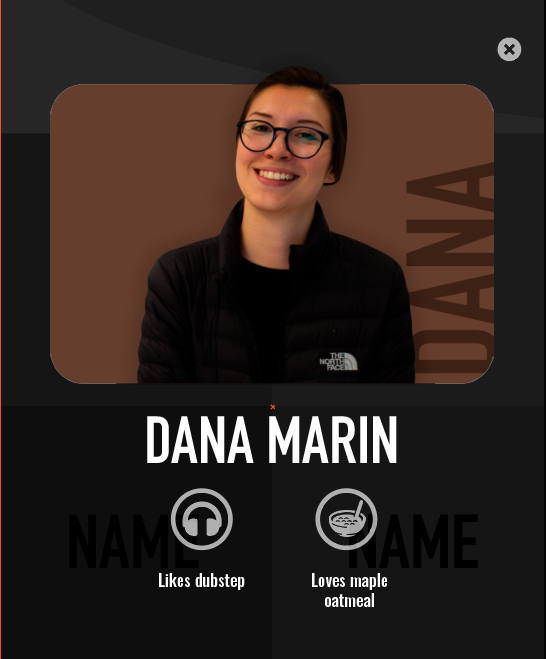 DANA
THE
NORTH
FACE
DANA MARIN
NAME NAME
Likes dubstep
Loves maple
oatmeal